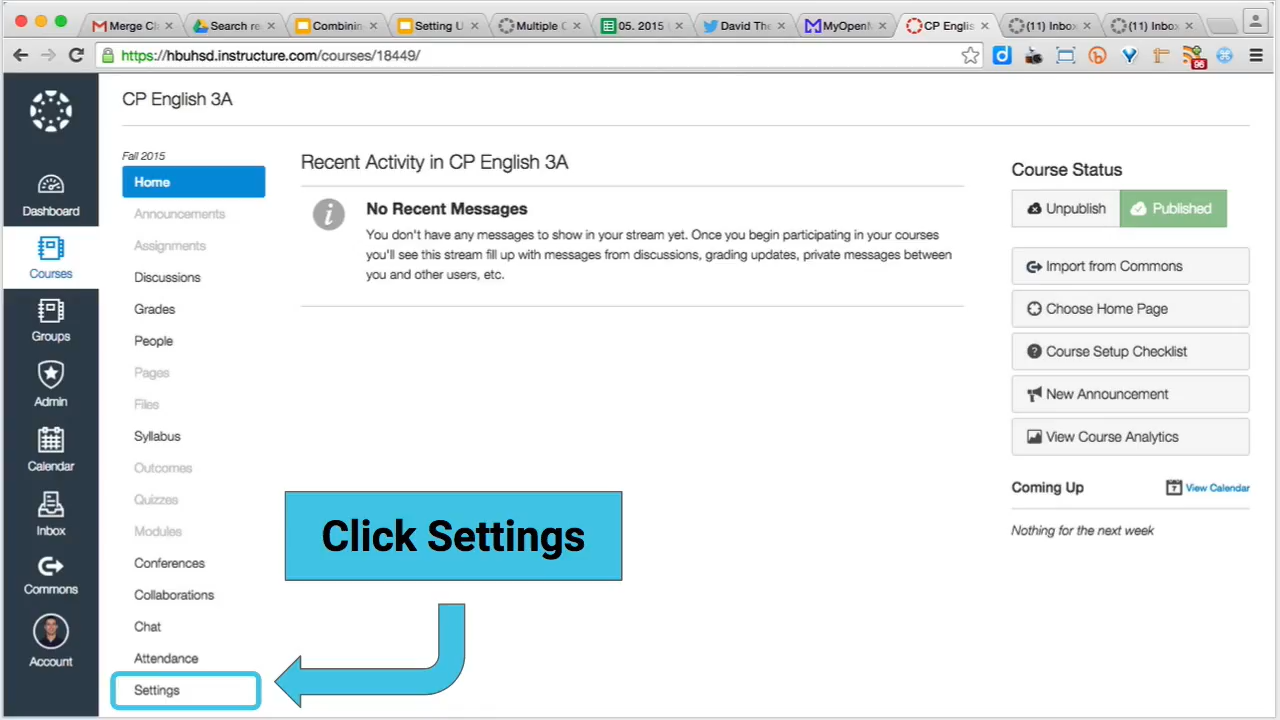 Merge Cl
Search re
Combinin
Setting U
Multiple C
05. 2015
David The
MyOpenM
CP Englis
(11) Inbox
(11) Inbox
https://hbuhsd.instructure.com/courses/18449/
96
CP English 3A
Fall 2015
Home
Announcements
Assignments
Discussions
Grades
People
Pages
Files
Syllabus
Outcomes
Quizzes
Modules
Conferences
Collaborations
Chat
Attendance
Settings
Dashboard
Courses
Groups
Admin
Calendar
Inbox
Commons
Account
Recent Activity in CP English 3A
No Recent Messages
You don't have any messages to show in your stream yet. Once you begin participating in your courses
you'll see this stream fill up with messages from discussions, grading updates, private messages between
you and other users, etc.
Click Settings
Course Status
Unpublish
Published
Import from Commons
Choose Home Page
Course Setup Checklist
New Announcement
View Course Analytics
Coming Up
7
View Calendar
Nothing for the next week